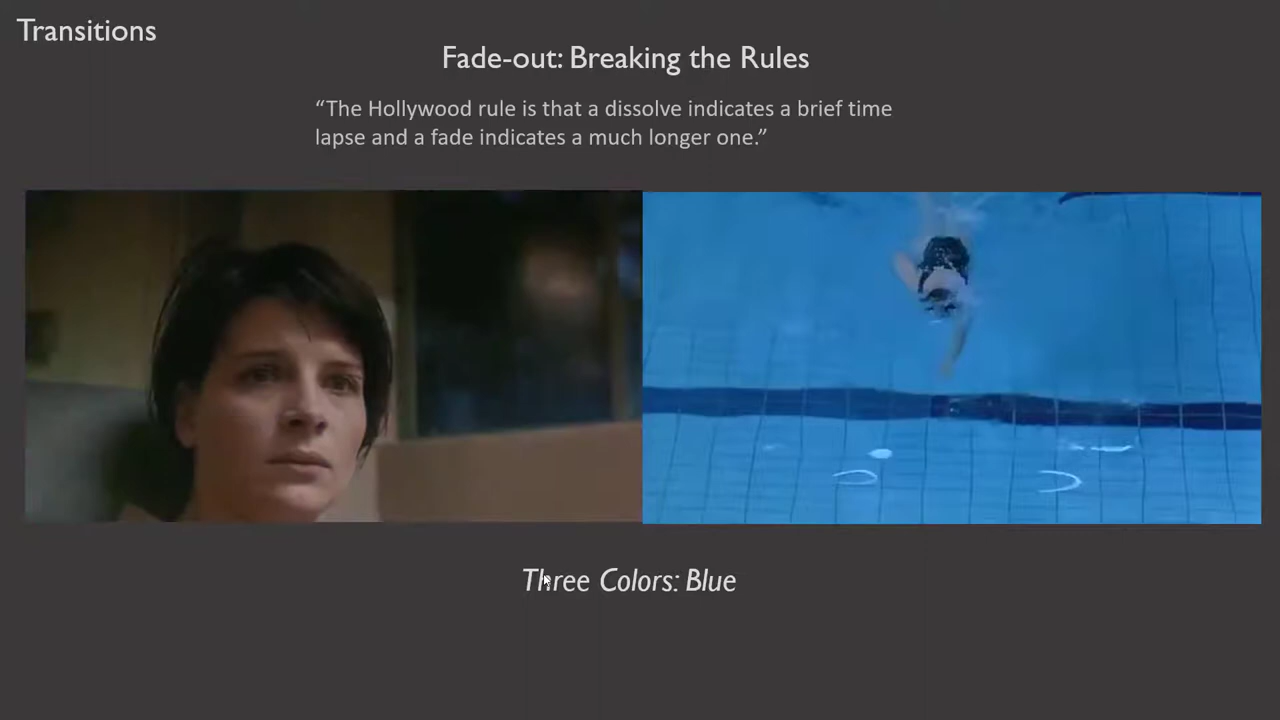 Transitions
Fade-out: Breaking the Rules
“The Hollywood rule is that a dissolve indicates a brief time
lapse and a fade indicates a much longer one.”
Three Colors: Blue